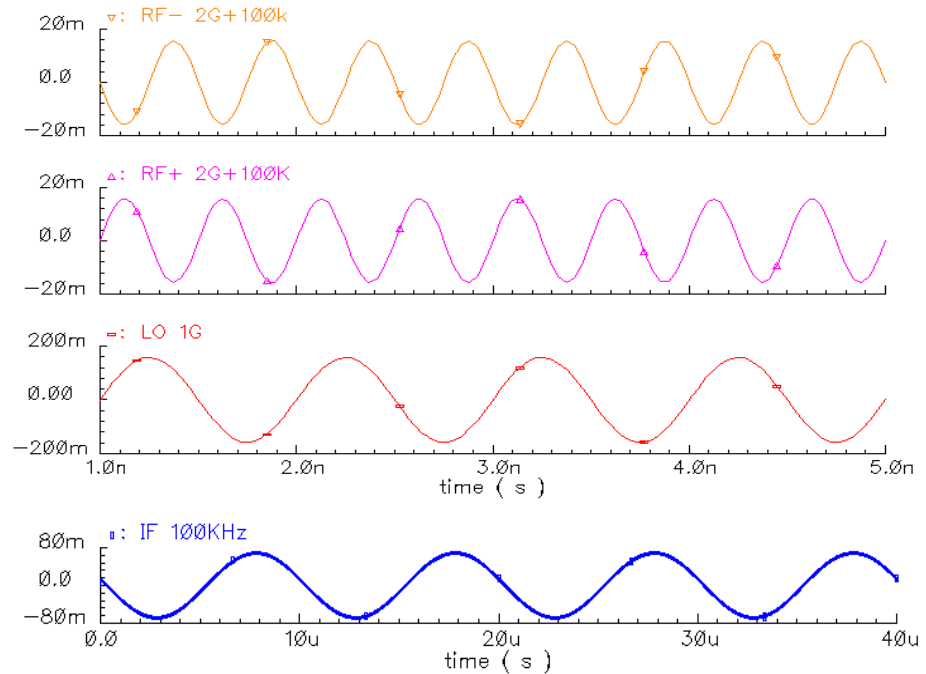 20m
: RF- 2G+100k
0.0
-20m
20m
: RF+ 2G+100K
0.0
-20m
: LO 1G
200m
0.00
-200m
1.0n 2.0n 3.0n 4.0n 5.0n
time ( s )
: IF 100KHz
80m
0.0
-80m
0.0 10u 20u 30u 40u
time ( s )